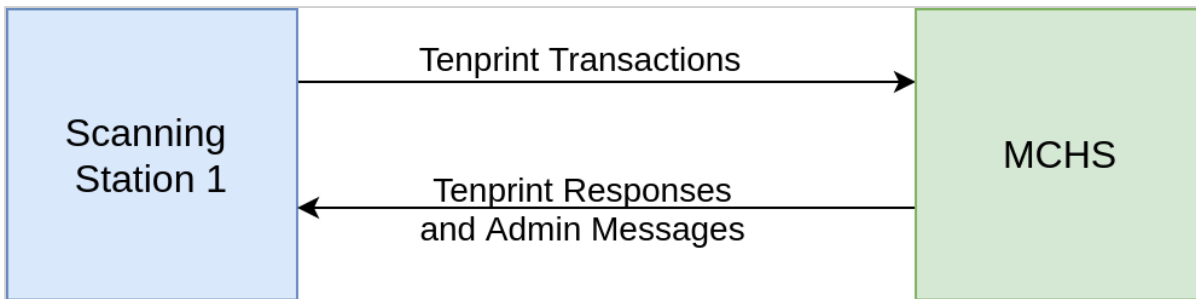 Scanning
Station 1
Tenprint Transactions
Tenprint Responses
and Admin Messages
MCHS